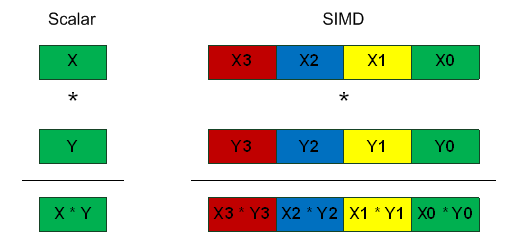 Scalar SIMD
X X3 X2 X1 X0
* *
Y Y3 Y2 Y1 Y0
X * Y X3 * Y3 X2 * Y2 X1 * Y1 X0 * Y0